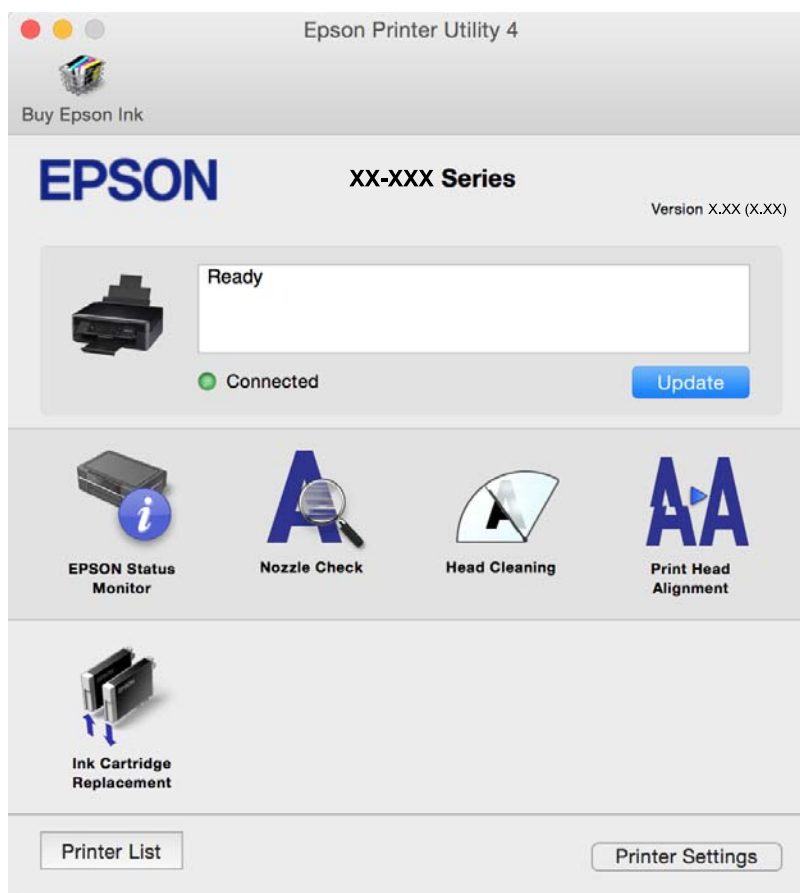 Epson Printer Utility 4
Buy Epson Ink
EPSON
XX-XXX Series
Version X.XX (X.XX)
Ready
Connected
Update
EPSON Status
Monitor
Nozzle Check
Head Cleaning
Print Head
Alignment
Ink Cartridge
Replacement
Printer List
Printer Settings